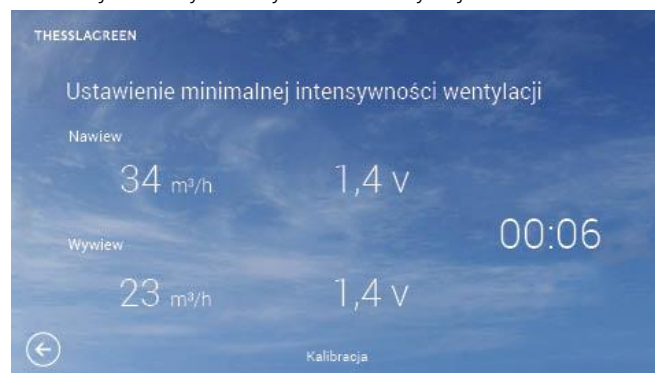 THESSLAGREEN
Ustawienie minimalnej intensywności wentylacji
Nawiew
34 m³/h 1,4 V
00:06
Wywiew
23 m³/h 1,4 V
Kalibracja